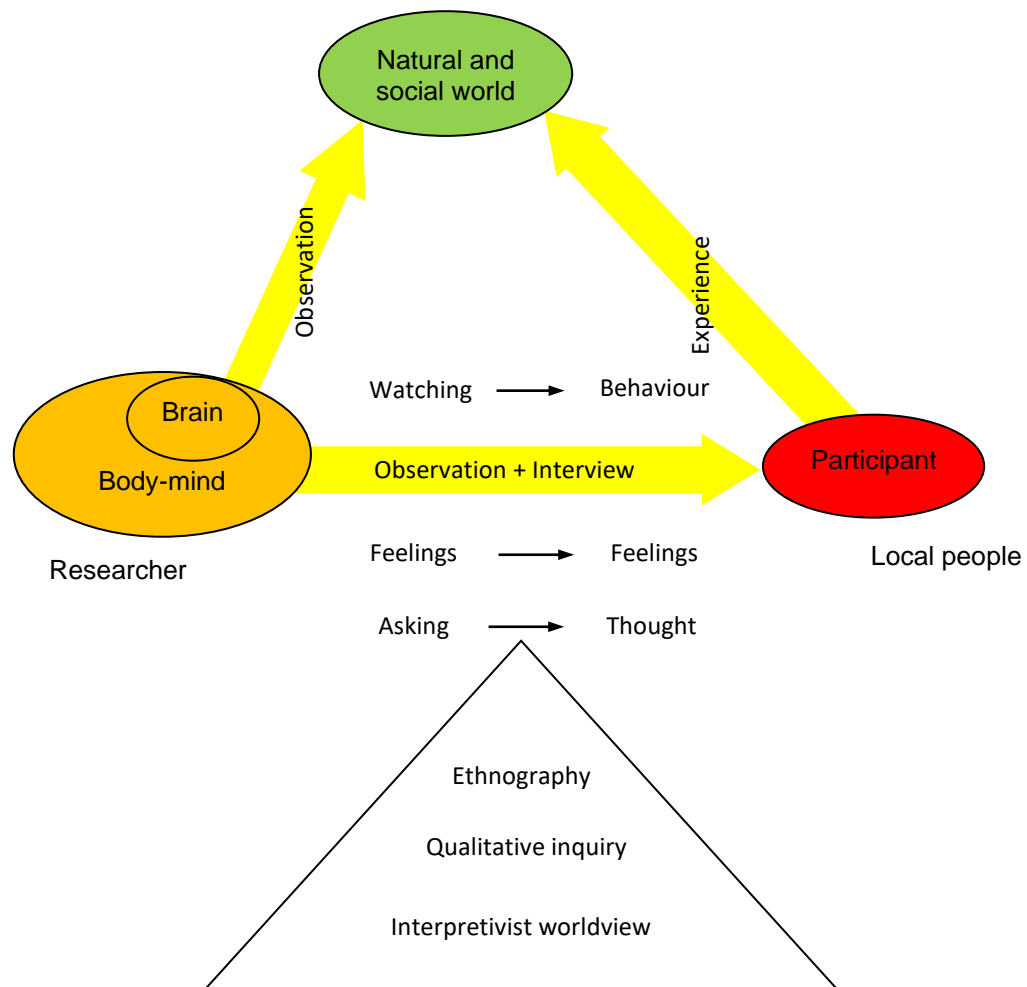 Natural and
social world
Observation
Experience
Watching
Behaviour
Brain
Body-mind
Observation + Interview
Participant
Researcher
Feelings
Feelings
Local people
Asking
Thought
Ethnography
Qualitative inquiry
Interpretivist worldview